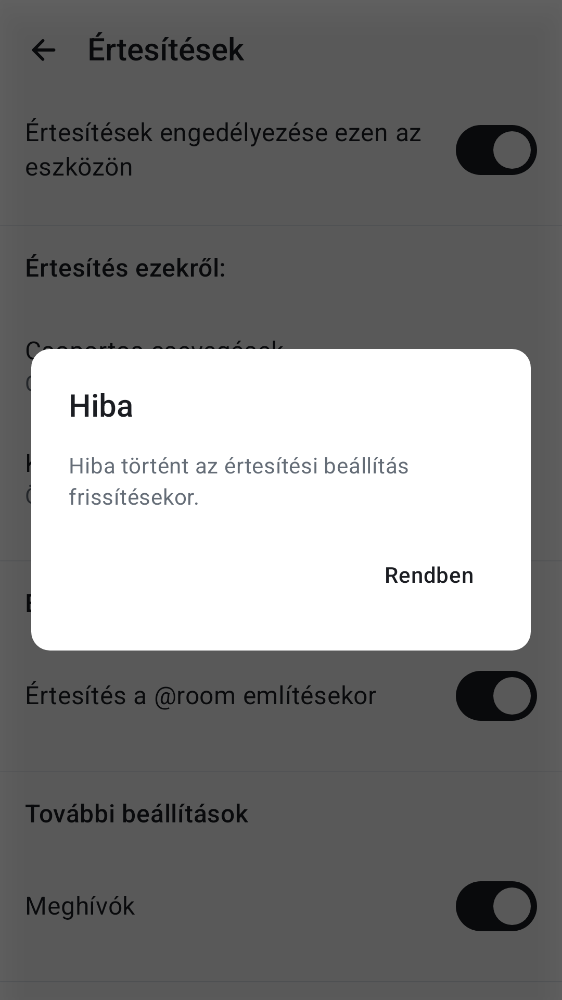 Értesítések
Értesítések engedélyezése ezen az
eszközön
Értesítés ezekről:
Hiba
Hiba történt az értesítési beállítás
frissítésekor.
Rendben
Értesítés a @room említésekor
További beállítások
Meghívók